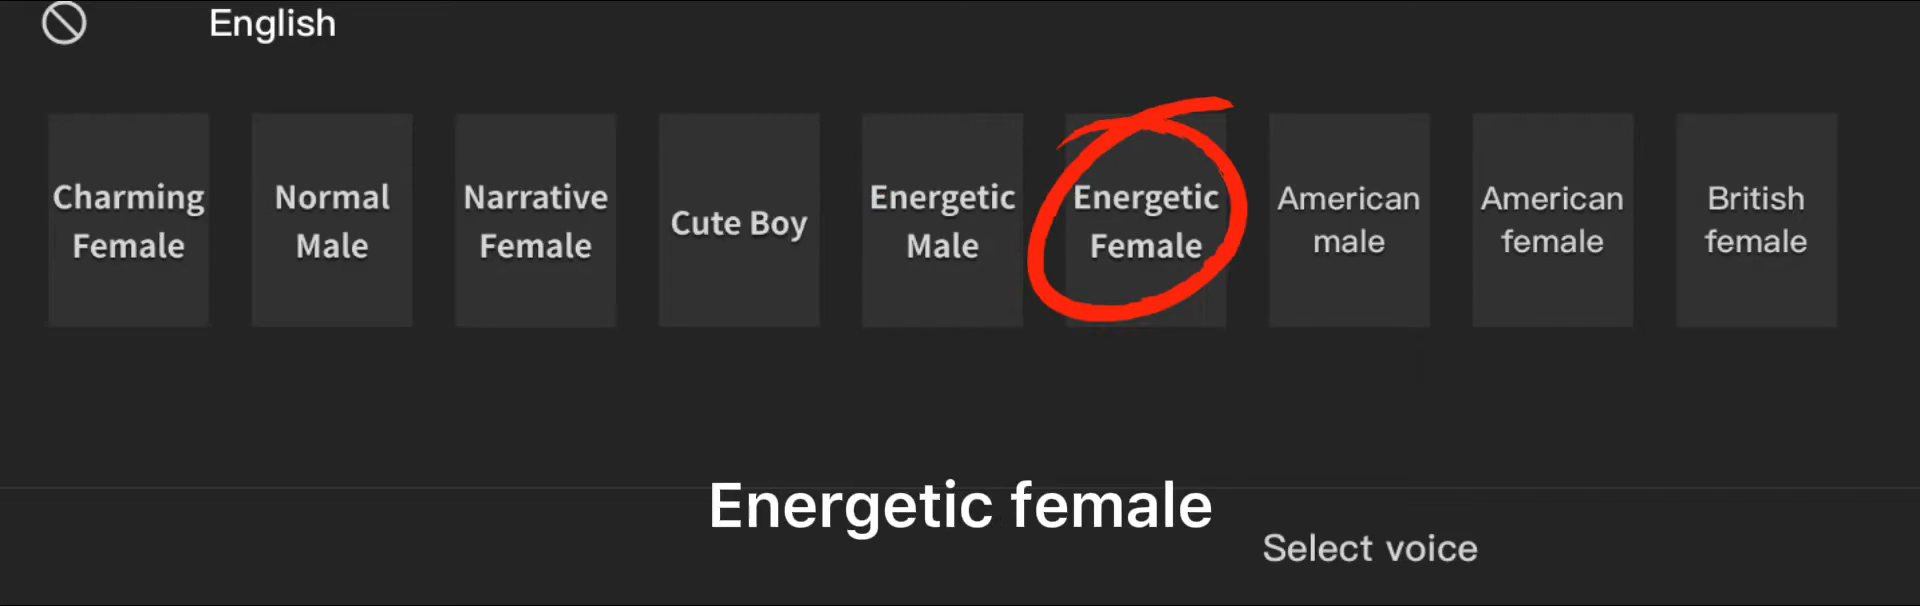 English
Charming
Female
Normal
Male
Narrative
Female
Cute Boy
Energetic
Male
Energetic
Female
American
male
American
female
British
female
Energetic female
Select voice